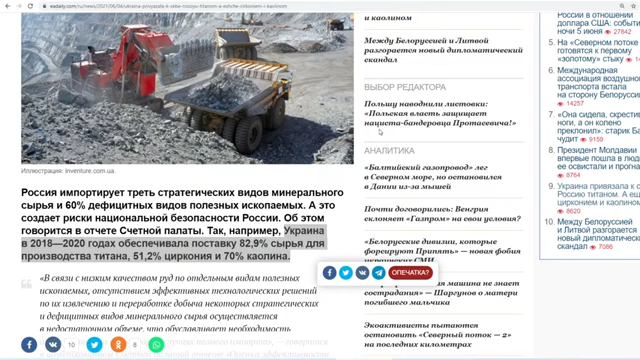 eadaily.com/ru/news/2021/06/04/ukraina-privyazala-k-sebe-rossiyu-titanom-a-eshche-cirkoniem-i-kaolinom
Иллюстрация: inventure.com.ua.
Россия импортирует треть стратегических видов минерального
сырья и 60% дефицитных видов полезных ископаемых. А это
создает риски национальной безопасности России. Об этом
говорится в отчете Счетной палаты. Так, например, Украина
в 2018—2020 годах обеспечивала поставку 82,9% сырья для
производства титана, 51,2% циркония и 70% каолина.
«В связи с низким качеством руд по отдельным видам полезных
ископаемых, отсутствием эффективных технологических решений
по их извлечению и переработке добыча некоторых стратегических
и дефицитных видов минерального сырья осуществляется
в недостаточном объеме, что обуславливает необходимость
и каолином
Между Белоруссией и Литвой
разгорается новый дипломатический
скандал
ВЫБОР РЕДАКТОРА
Польшу наводнили листовки:
«Польская власть защищает
нациста-бандеровца Протасевича!»
АНАЛИТИКА
«Балтийский газопровод» лег
в Северном море, но остановился
в Дании из-за мыши
Почти договорились: Венгрия
склоняет «Газпром» на свои условия?
«Белорусские дивизии, которые
форсируют Припять» — новая фобия
украинских СМИ
ОПЕЧАТКА?
машина не знает
сострадания» — Шаргунов о матери
погибшего мальчика
Экоактивисты пытаются
остановить «Северный поток — 2»
на последних километрах
России в отношении
доллара США: событие
ночи 5 июня 27842
5. На «Северном потоке
готовятся к первому
«золотому» стыку
6. Международная
ассоциация воздушного
транспорта встала
на сторону Белоруссии
14257
7. «Она сидела, скрестив
ноги, а он колено
преклонил»: старик Ба
чудит 9159
8. Президент Молдавии
впервые пошла в люди
ее освистали и прогна
8764
9. Украина привязала к с
Россию титаном. А ещ
цирконием и каолином
8620
10. Между Белоруссией
и Литвой разгорается
новый дипломатическ
скандал 7086